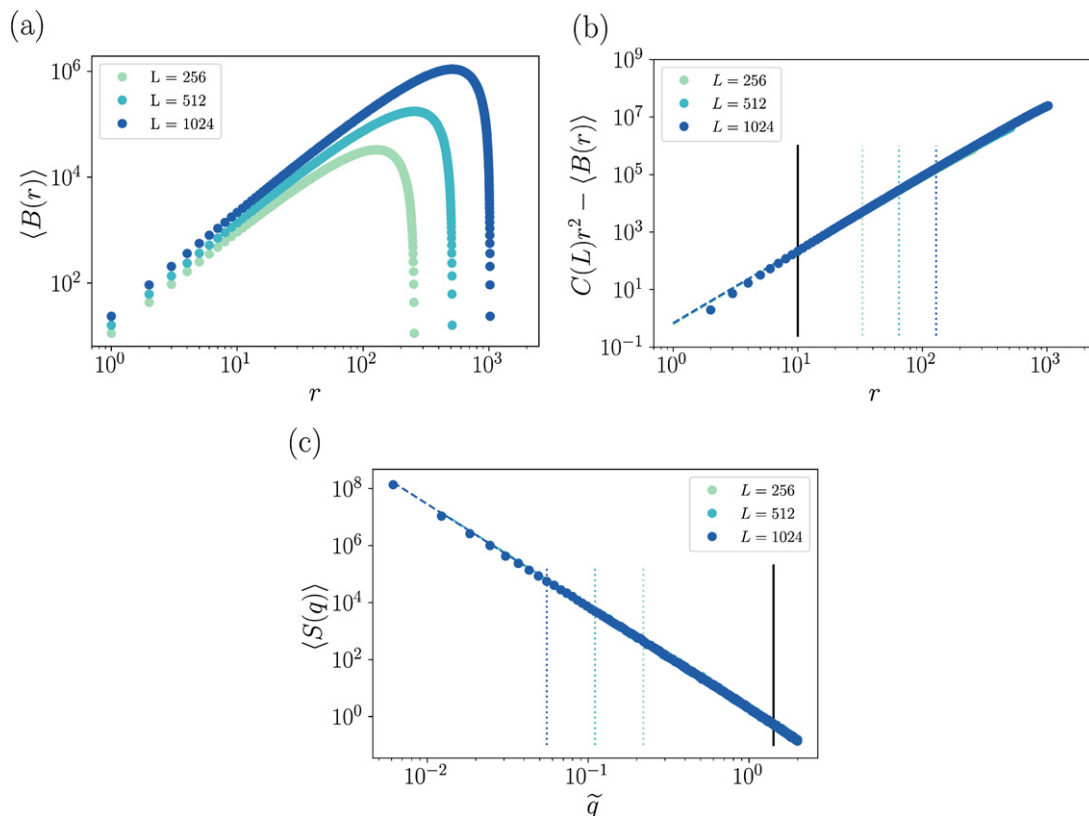 (a)
10^6
10^4
10^2
10^0
10^1
10^2
10^3
⟨B(r)⟩
r
L = 256
L = 512
L = 1024
(b)
10^9
10^7
10^5
10^3
10^1
10^−1
10^0
10^1
10^2
10^3
C(L)r^2 − ⟨B(r)⟩
r
L = 256
L = 512
L = 1024
(c)
10^8
10^6
10^4
10^2
10^0
10^−2
10^−1
10^0
⟨S(q)⟩
q̃
L = 256
L = 512
L = 1024